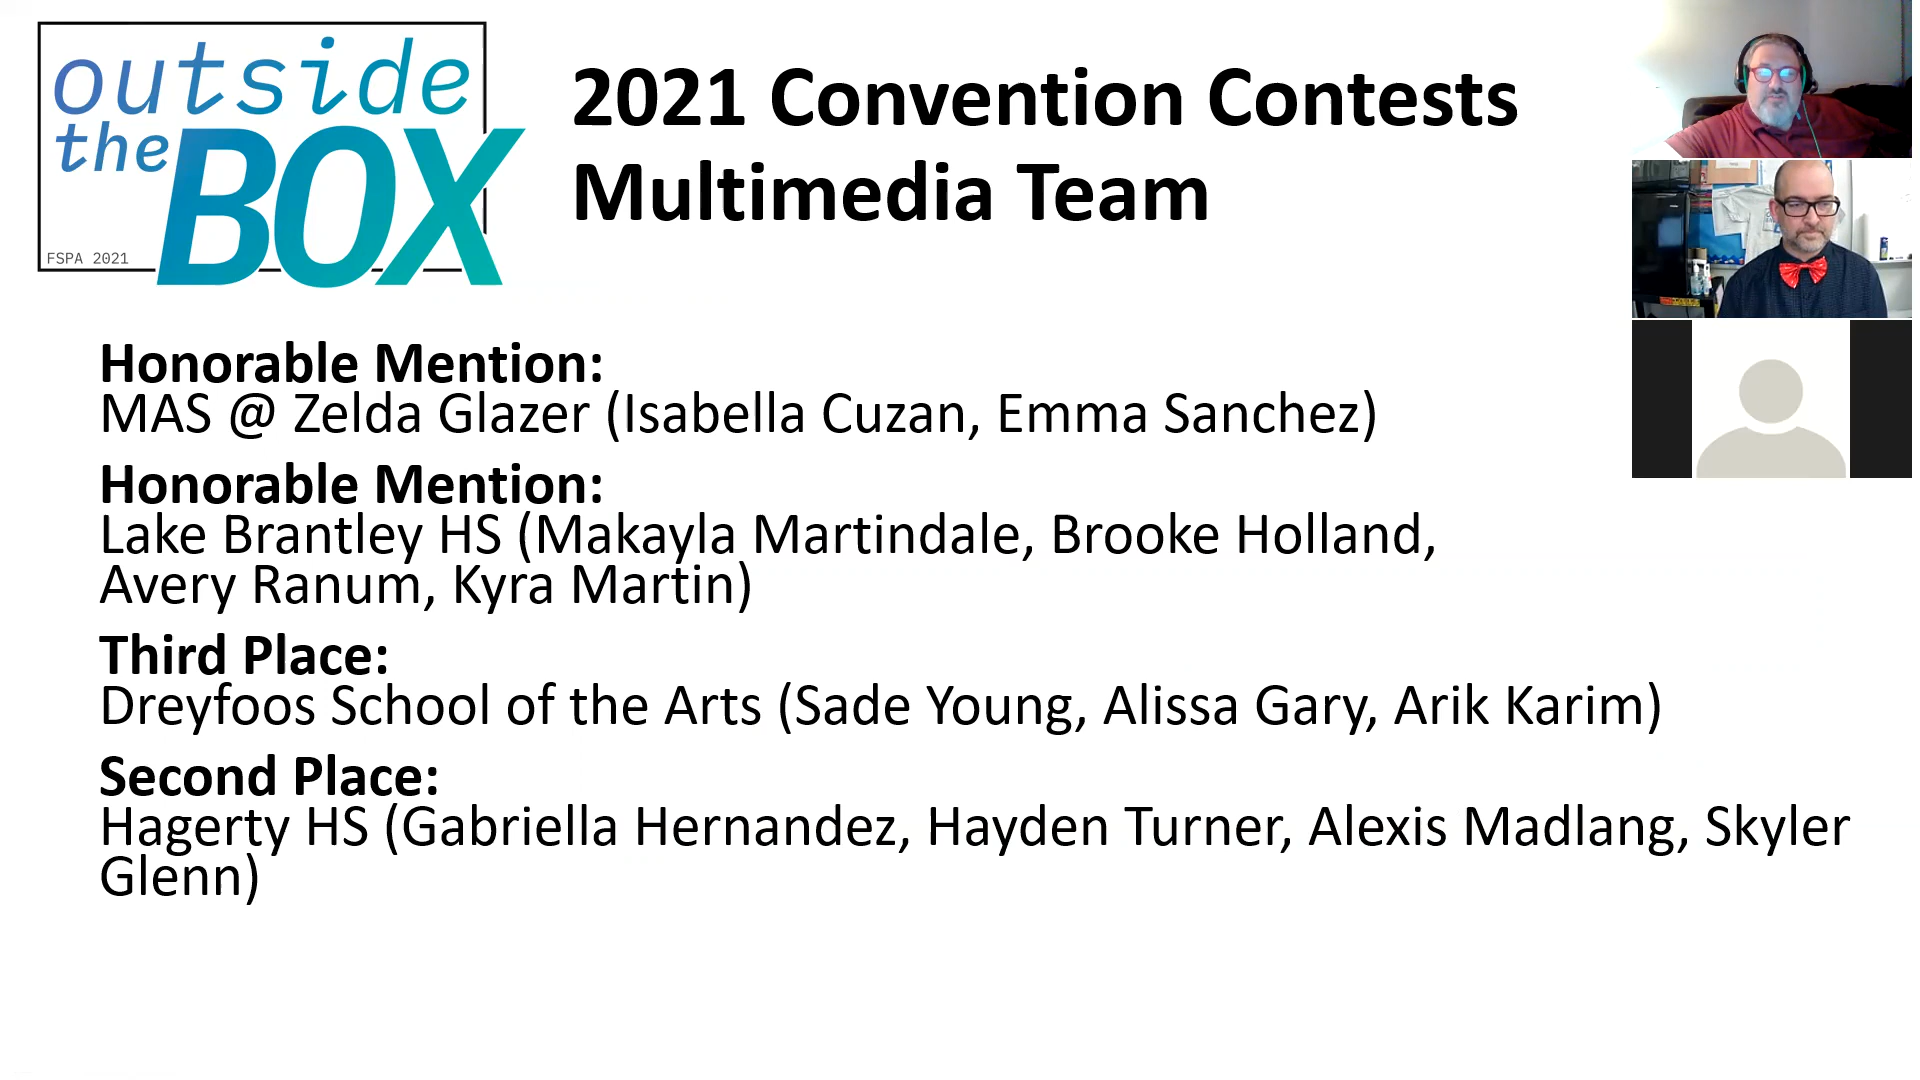 outside
the BOX
FSPA 2021
2021 Convention Contests
Multimedia Team
Honorable Mention:
MAS @ Zelda Glazer (Isabella Cuzan, Emma Sanchez)
Honorable Mention:
Lake Brantley HS (Makayla Martindale, Brooke Holland,
Avery Ranum, Kyra Martin)
Third Place:
Dreyfoos School of the Arts (Sade Young, Alissa Gary, Arik Karim)
Second Place:
Hagerty HS (Gabriella Hernandez, Hayden Turner, Alexis Madlang, Skyler
Glenn)